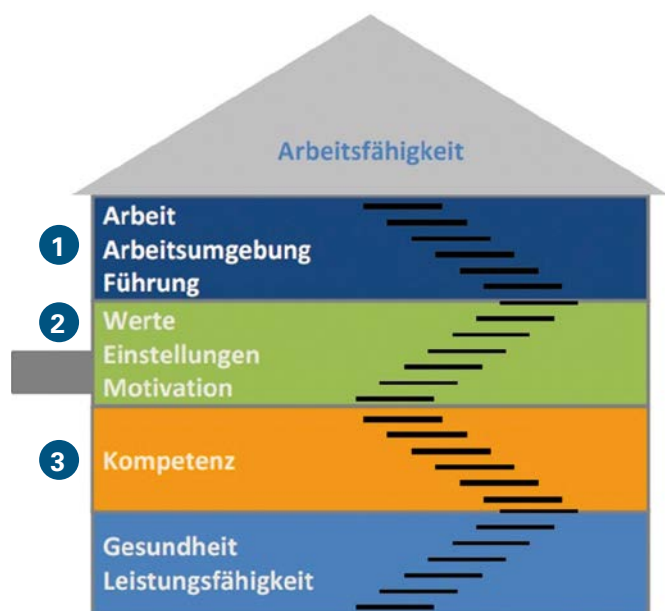 Arbeitsfähigkeit
1
Arbeit
Arbeitsumgebung
Führung
2
Werte
Einstellungen
Motivation
3
Kompetenz
Gesundheit
Leistungsfähigkeit